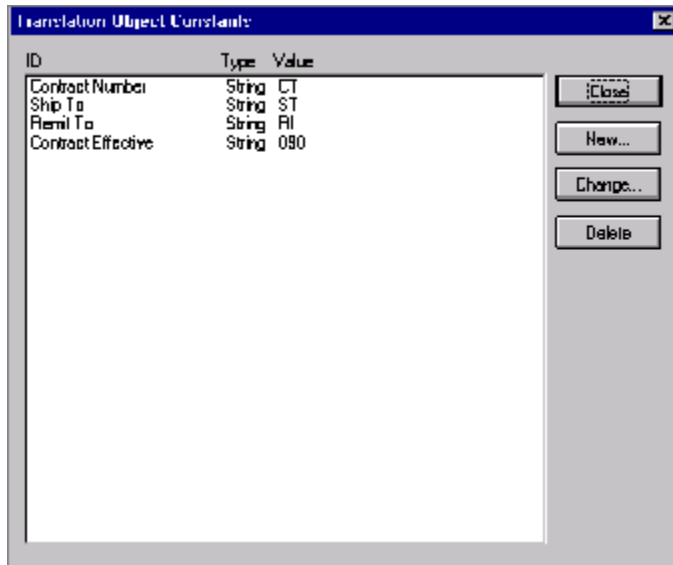 Translation Object Constants
ID Type Value
Contract Number String CT
Ship To String ST
Remit To String RI
Contract Effective String 090
Close
New...
Change...
Delete